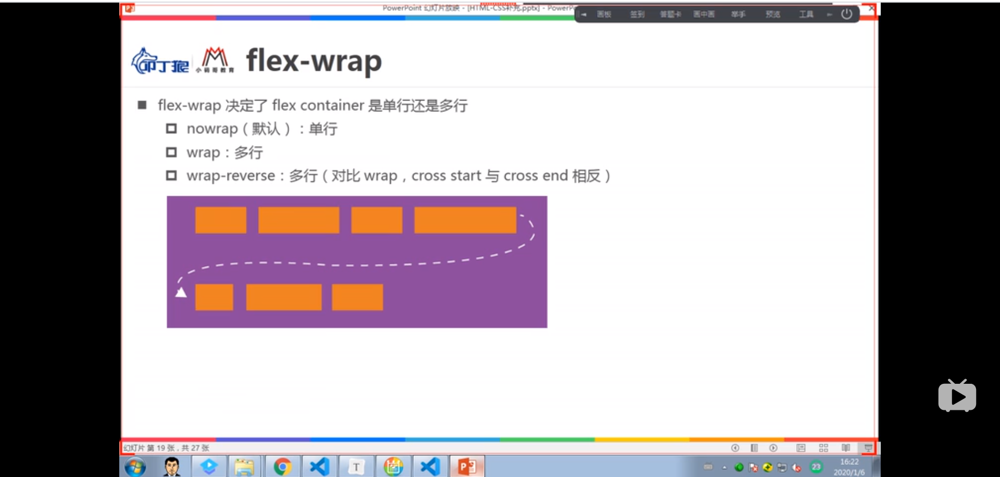 PowerPoint 幻灯片放映 - [HTML-CSS补充.pptx] - PowerP
画板 签到 答题卡 画中画 举手 预览 工具
叩丁狼 小码哥教育 flex-wrap
flex-wrap 决定了 flex container 是单行还是多行
nowrap（默认）：单行
wrap：多行
wrap-reverse：多行（对比 wrap，cross start 与 cross end 相反）
幻灯片 第 19 张，共 27 张
T
23
16:22
2020/1/6